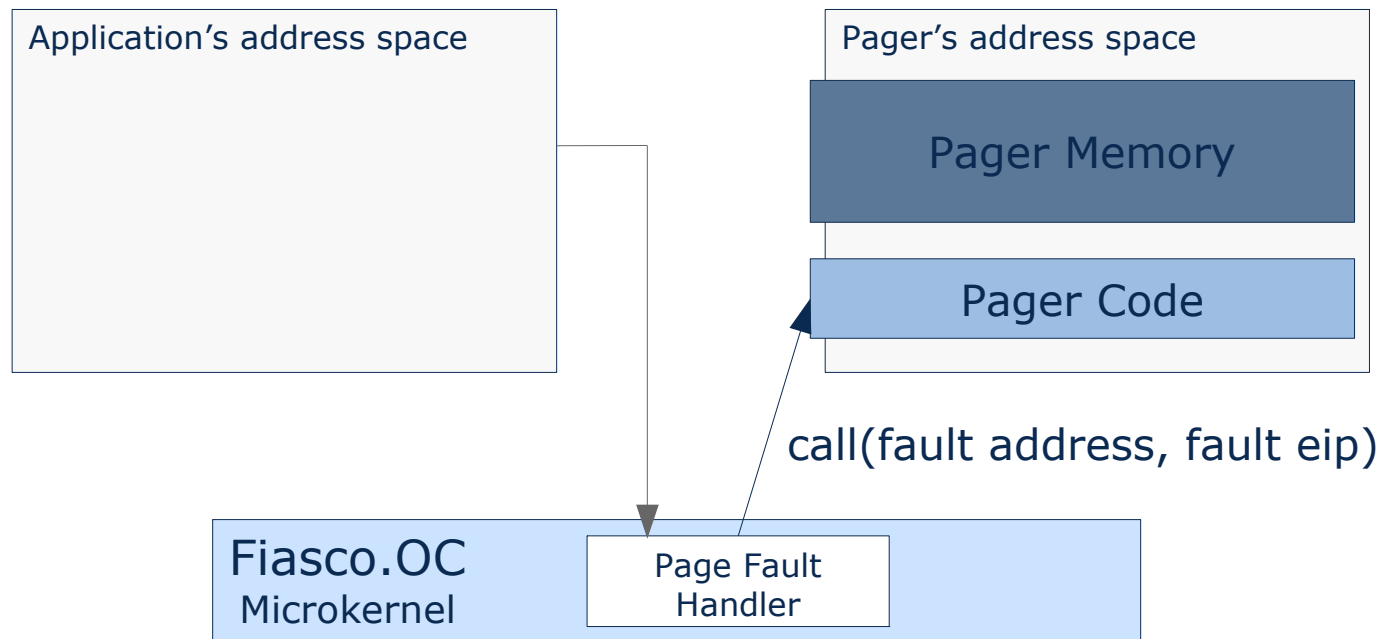 Application's address space
Pager's address space
Pager Memory
Pager Code
call(fault address, fault eip)
Fiasco.OC
Microkernel
Page Fault
Handler